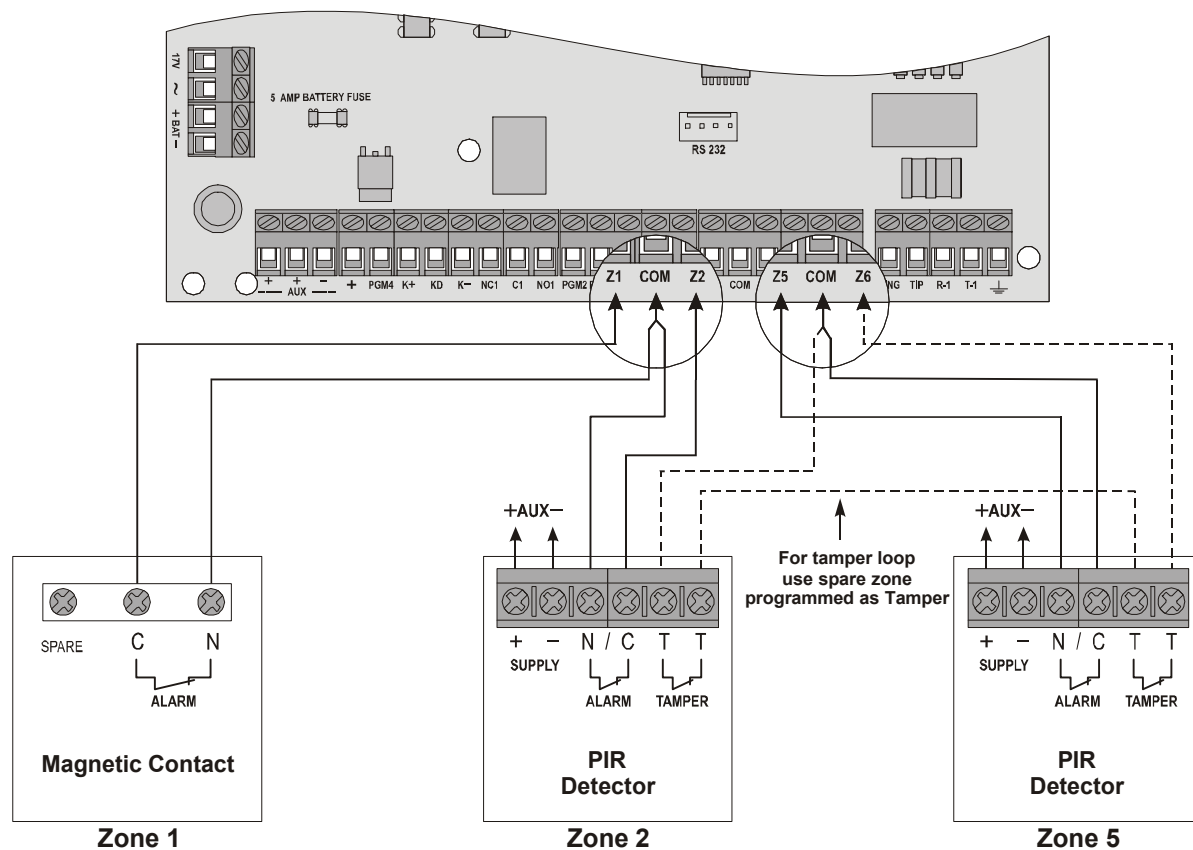 17V
~
+ BAT -
5 AMP BATTERY FUSE
RS 232
+ - + AUX - + PGM4 K+ KD K- NC1 C1 NO1 PGM2 Z1 COM Z2 COM Z5 COM Z6 NG TIP R-1 T-1
+AUX-
+AUX-
For tamper loop
use spare zone
programmed as Tamper
SPARE C N
ALARM
Magnetic Contact
Zone 1
+ - N / C T T
SUPPLY ALARM TAMPER
PIR
Detector
Zone 2
+ - N / C T T
SUPPLY ALARM TAMPER
PIR
Detector
Zone 5